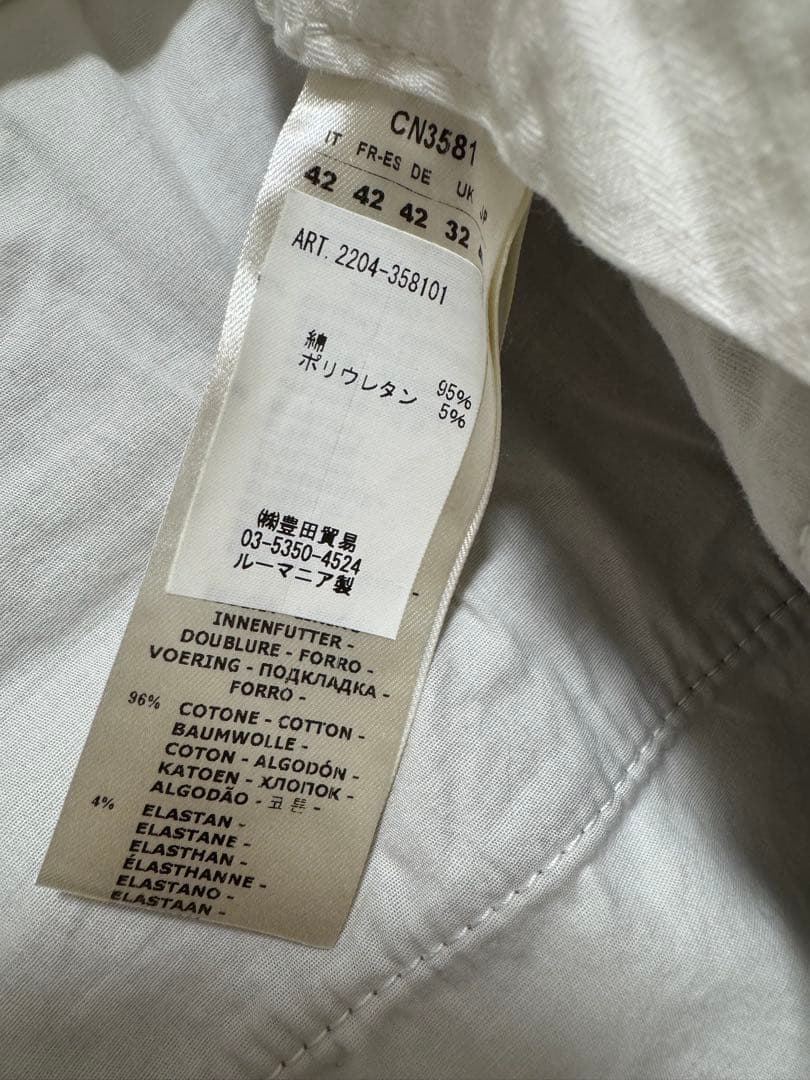 CN3581
IT FR-ES DE UK JP
42 42 42 32
ART. 2204-358101
綿 95%
ポリウレタン 5%
㈱豊田貿易
03-5350-4524
ルーマニア製
INNENFUTTER -
DOUBLURE - FORRO -
VOERING - ПОДКЛАДКА -
FORRO -
96% COTONE - COTTON -
BAUMWOLLE -
COTON - ALGODÓN -
KATOEN - ХЛОПОК -
ALGODÃO - 코튼 -
4% ELASTAN -
ELASTANE -
ELASTHAN -
ÉLASTHANNE -
ELASTANO -
ELASTAAN -